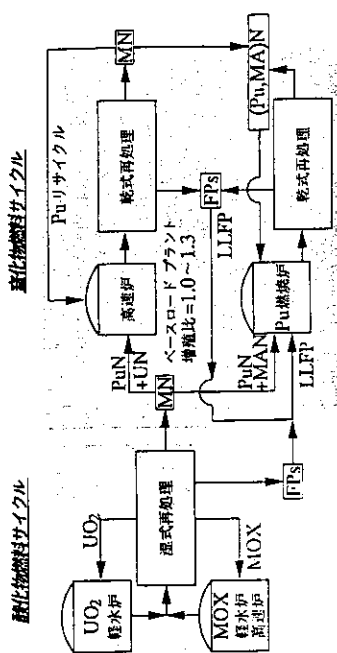 酸化物燃料サイクル
UO₂
軽水炉
MOX
軽水炉
高速炉
UO₂
MOX
湿式再処理
FPs
窒化物燃料サイクル
Puリサイクル
PuN
+UN
MN
高速炉
ベースロード プラント
増殖比=1.0~1.3
乾式再処理
MN
FPs
LLFP
PuN
+MAN
LLFP
Pu燃焼炉
乾式再処理
(Pu,MA)N